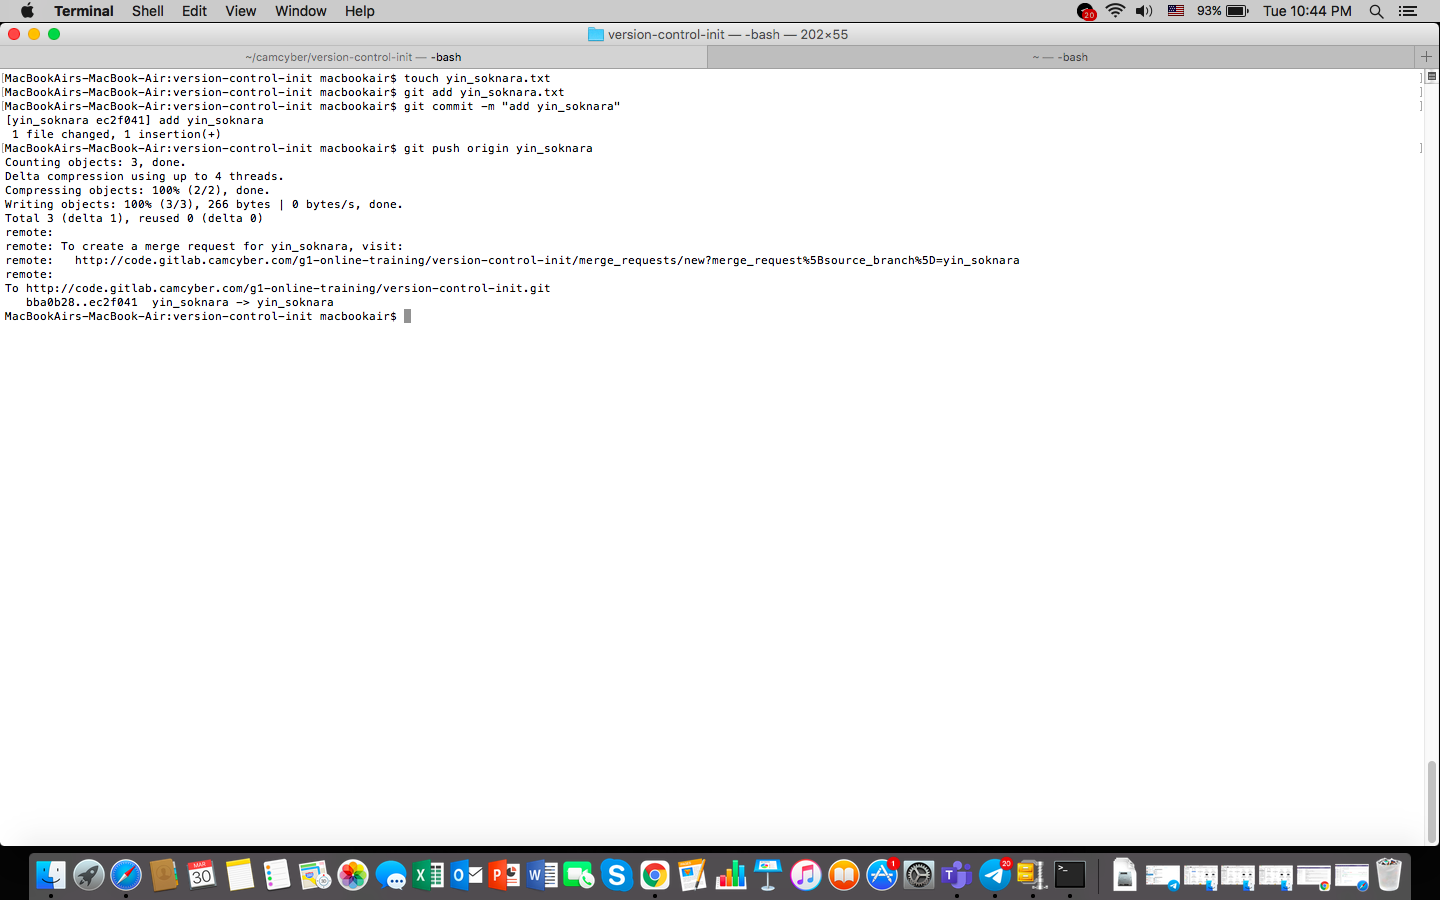 Terminal Shell Edit View Window Help 20 93% Tue 10:44 PM
version-control-init — -bash — 202×55
~/camcyber/version-control-init — -bash
~ — -bash
[MacBookAirs-MacBook-Air:version-control-init macbookair$ touch yin_soknara.txt ]
[MacBookAirs-MacBook-Air:version-control-init macbookair$ git add yin_soknara.txt ]
[MacBookAirs-MacBook-Air:version-control-init macbookair$ git commit -m "add yin_soknara" ]
[yin_soknara ec2f041] add yin_soknara
 1 file changed, 1 insertion(+)
[MacBookAirs-MacBook-Air:version-control-init macbookair$ git push origin yin_soknara ]
Counting objects: 3, done.
Delta compression using up to 4 threads.
Compressing objects: 100% (2/2), done.
Writing objects: 100% (3/3), 266 bytes | 0 bytes/s, done.
Total 3 (delta 1), reused 0 (delta 0)
remote:
remote: To create a merge request for yin_soknara, visit:
remote:   http://code.gitlab.camcyber.com/g1-online-training/version-control-init/merge_requests/new?merge_request%5Bsource_branch%5D=yin_soknara
remote:
To http://code.gitlab.camcyber.com/g1-online-training/version-control-init.git
   bba0b28..ec2f041  yin_soknara -> yin_soknara
MacBookAirs-MacBook-Air:version-control-init macbookair$
MAR
30
1
20